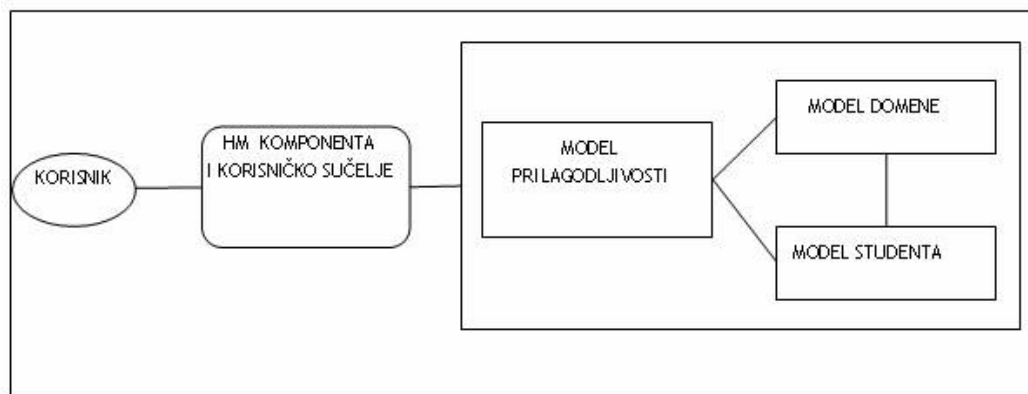 KORISNIK
HM KOMPONENTA
I KORISNIČKO SUČELJE
MODEL
PRILAGODLJIVOSTI
MODEL DOMENE
MODEL STUDENTA